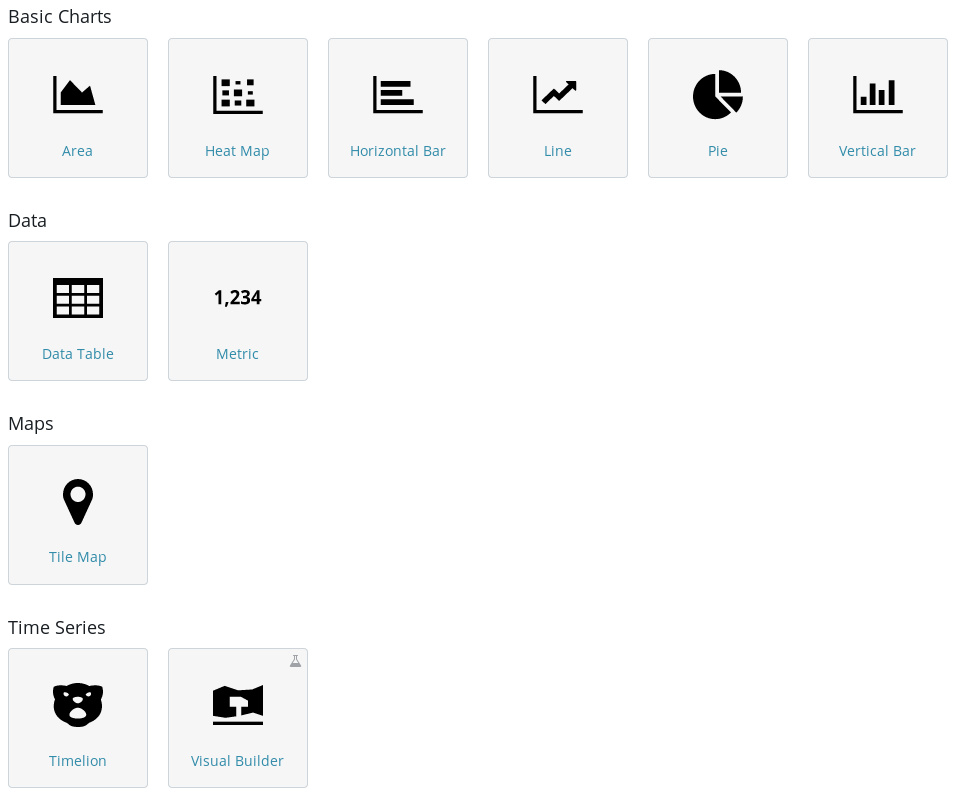 Basic Charts
Area
Heat Map
Horizontal Bar
Line
Pie
Vertical Bar
Data
Data Table
1,234
Metric
Maps
Tile Map
Time Series
Timelion
Visual Builder